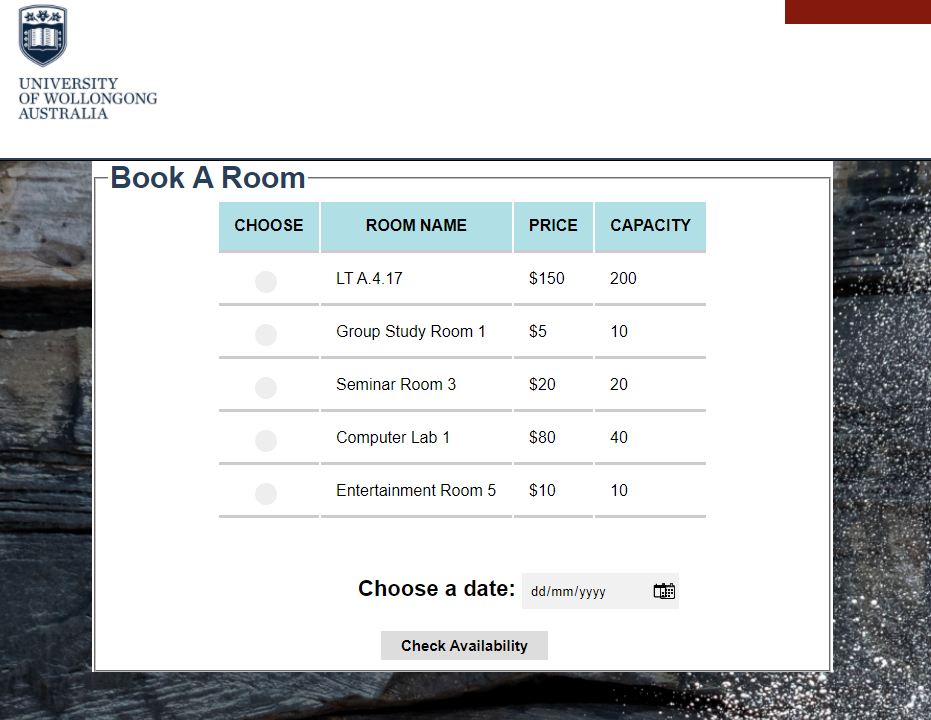 UNIVERSITY
OF WOLLONGONG
AUSTRALIA
Book A Room
CHOOSE ROOM NAME PRICE CAPACITY
LT A.4.17 $150 200
Group Study Room 1 $5 10
Seminar Room 3 $20 20
Computer Lab 1 $80 40
Entertainment Room 5 $10 10
Choose a date: dd/mm/yyyy
Check Availability